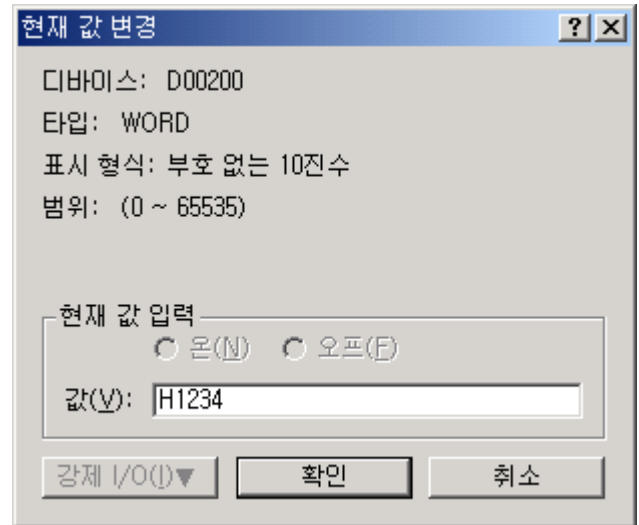 현재 값 변경
디바이스: D00200
타입: WORD
표시 형식: 부호 없는 10진수
범위: (0 ~ 65535)
현재 값 입력
온(N) 오프(F)
값(V): H1234
강제 I/O(I)▼ 확인 취소